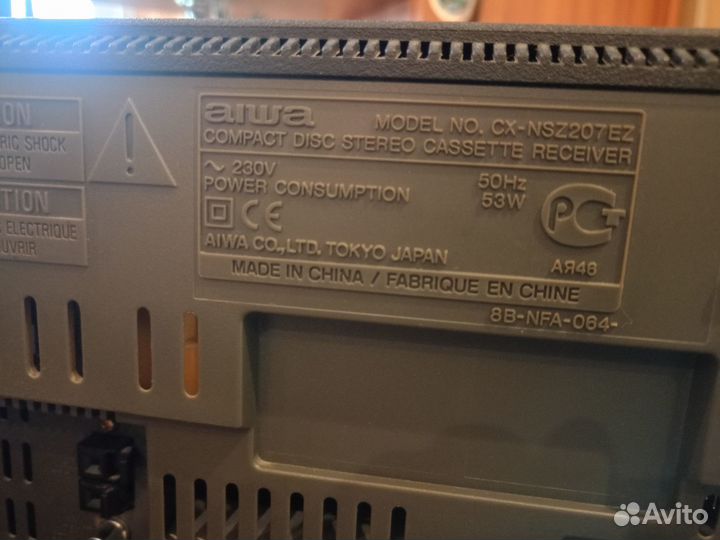 ON
RIC SHOCK
OPEN
TION
ELECTRIQUE
UVRIR
aiwa
MODEL NO. CX-NSZ207EZ
COMPACT DISC STEREO CASSETTE RECEIVER
~ 230V 50Hz
POWER CONSUMPTION 53W
CE
PCT
AIWA CO.,LTD. TOKYO JAPAN
АЯ46
MADE IN CHINA / FABRIQUE EN CHINE
8B-NFA-064-
Avito